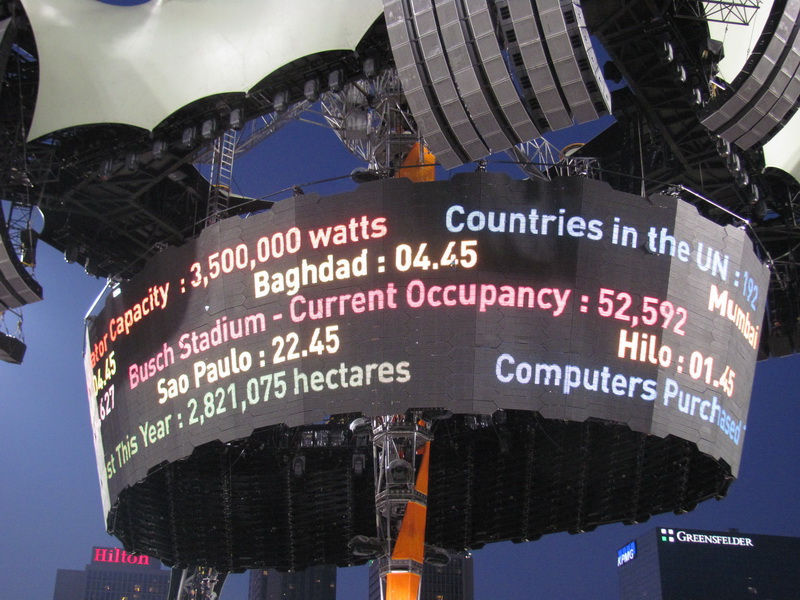 ator Capacity : 3,500,000 watts
Countries in the UN : 192
04.45
Baghdad : 04.45
Mumbai
627
Busch Stadium - Current Occupancy : 52,592
Sao Paulo : 22.45
Hilo : 01.45
st This Year : 2,821,075 hectares
Computers Purchased
Hilton
KPMG
GREENSFELDER